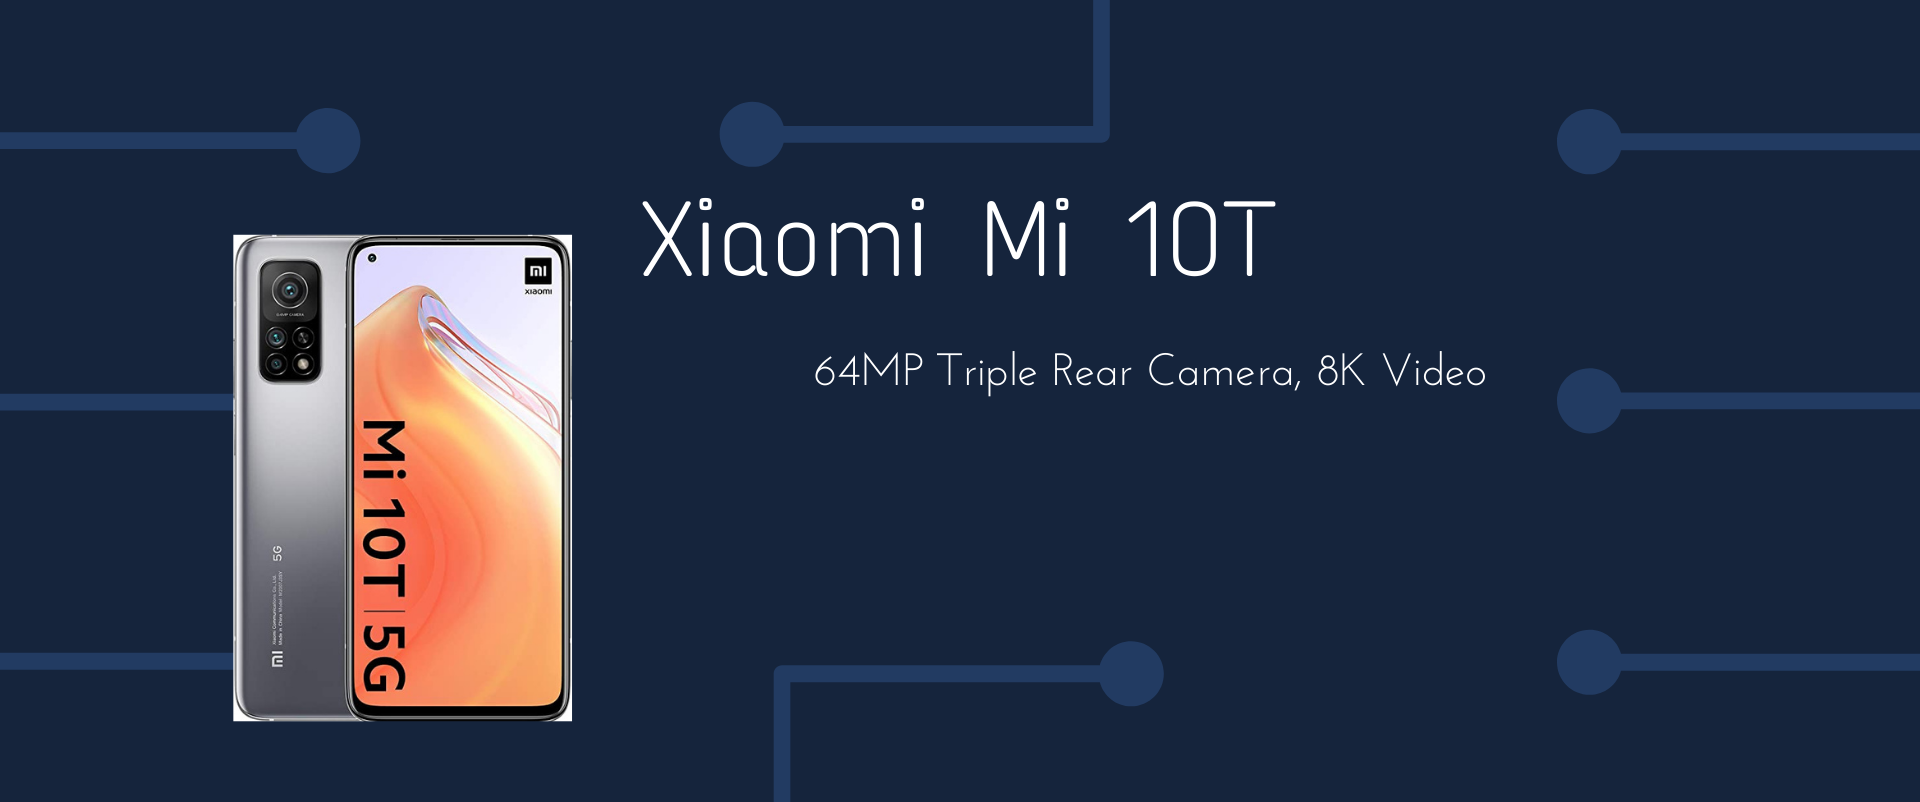 Xiaomi Mi 10T
64MP Triple Rear Camera, 8K Video
mi
xiaomi
Mi 10T | 5G
5G
mi